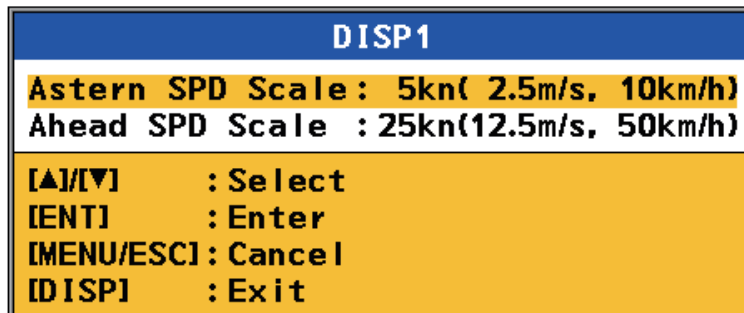 DISP1
Astern SPD Scale: 5kn( 2.5m/s, 10km/h)
Ahead SPD Scale :25kn(12.5m/s, 50km/h)
[▲]/[▼] :Select
[ENT] :Enter
[MENU/ESC]:Cancel
[DISP] :Exit